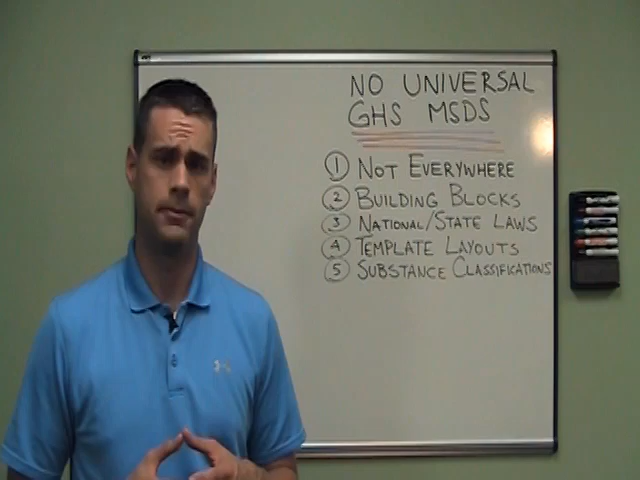 NO UNIVERSAL
GHS MSDS
1 NOT EVERYWHERE
2 BUILDING BLOCKS
3 NATIONAL/STATE LAWS
4 TEMPLATE LAYOUTS
5 SUBSTANCE CLASSIFICATIONS